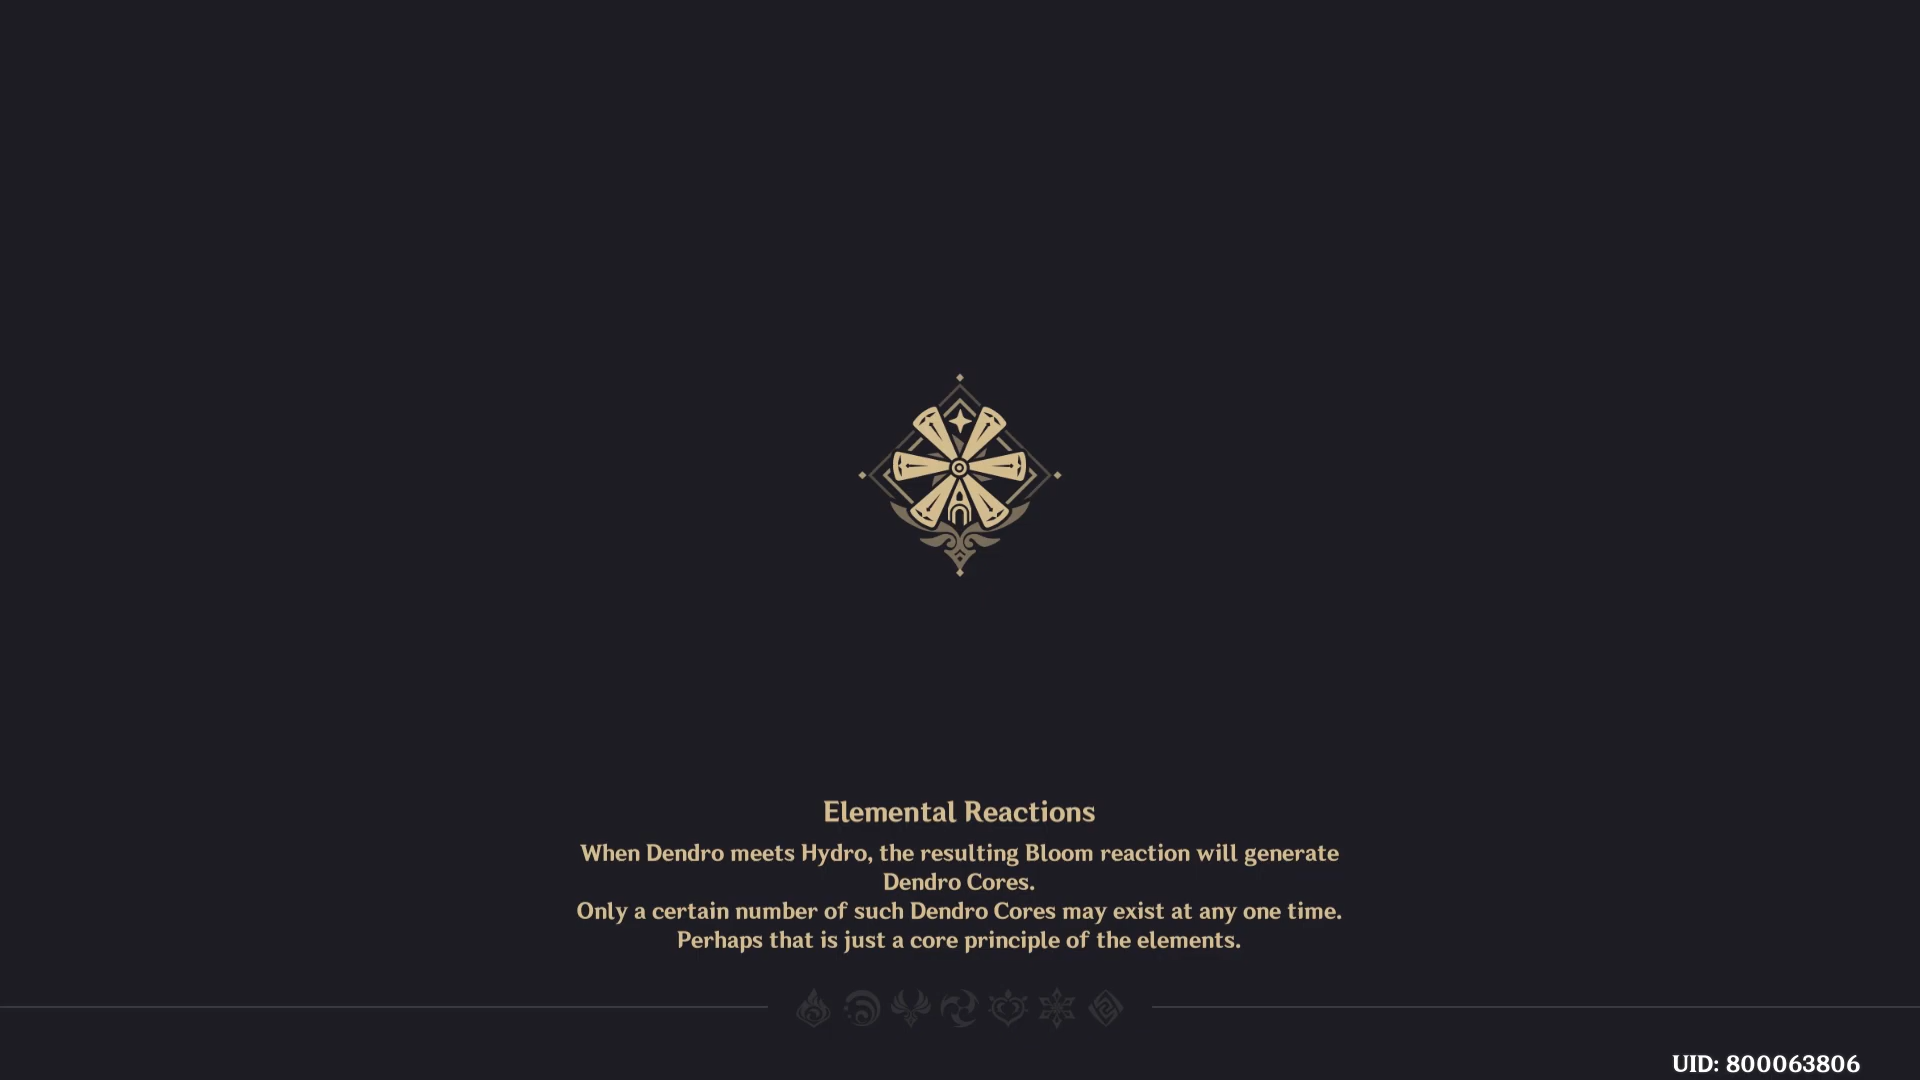 Elemental Reactions
When Dendro meets Hydro, the resulting Bloom reaction will generate
Dendro Cores.
Only a certain number of such Dendro Cores may exist at any one time.
Perhaps that is just a core principle of the elements.
UID: 800063806